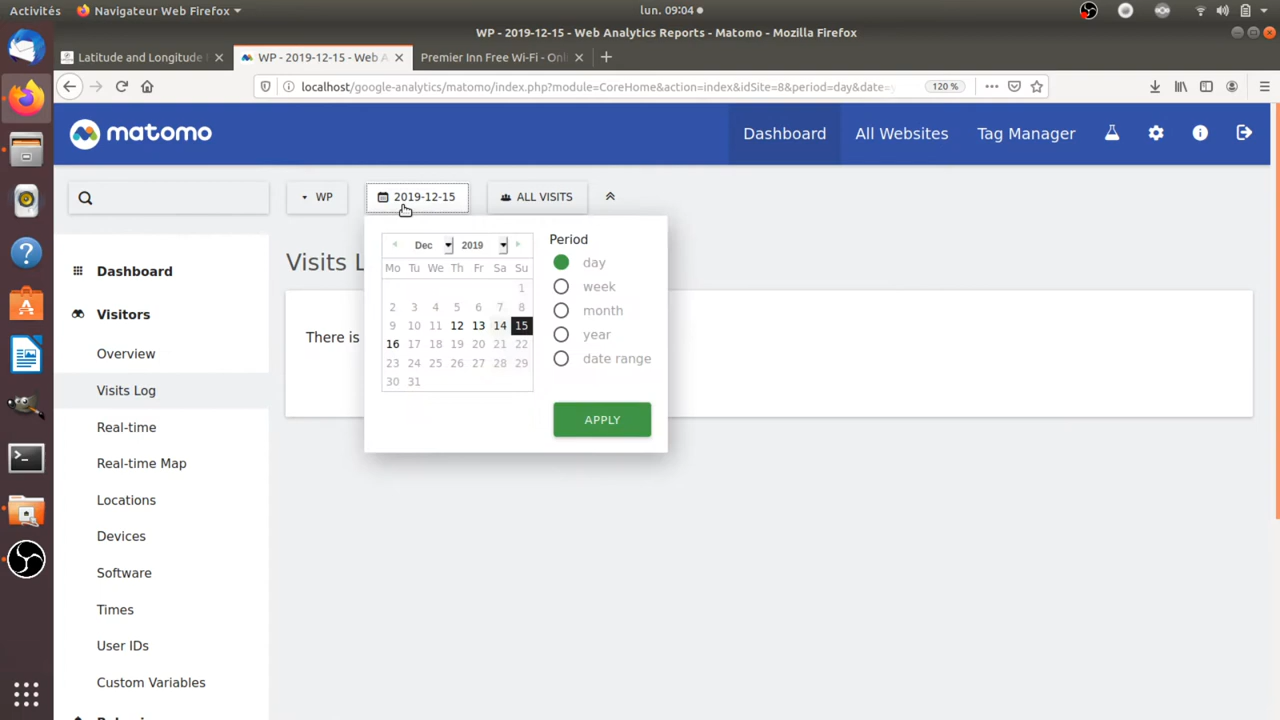 Activités
Navigateur Web Firefox
lun. 09:04
WP - 2019-12-15 - Web Analytics Reports - Matomo - Mozilla Firefox
Latitude and Longitude
WP - 2019-12-15 - Web A
Premier Inn Free Wi-Fi - Onl
localhost/google-analytics/matomo/index.php?module=CoreHome&action=index&idSite=8&period=day&date=
120 %
matomo
Dashboard
All Websites
Tag Manager
WP
2019-12-15
ALL VISITS
Dashboard
Visitors
Overview
Visits Log
Real-time
Real-time Map
Locations
Devices
Software
Times
User IDs
Custom Variables
Visits L
There is
Dec 2019
Mo Tu We Th Fr Sa Su
1
2 3 4 5 6 7 8
9 10 11 12 13 14 15
16 17 18 19 20 21 22
23 24 25 26 27 28 29
30 31
Period
day
week
month
year
date range
APPLY